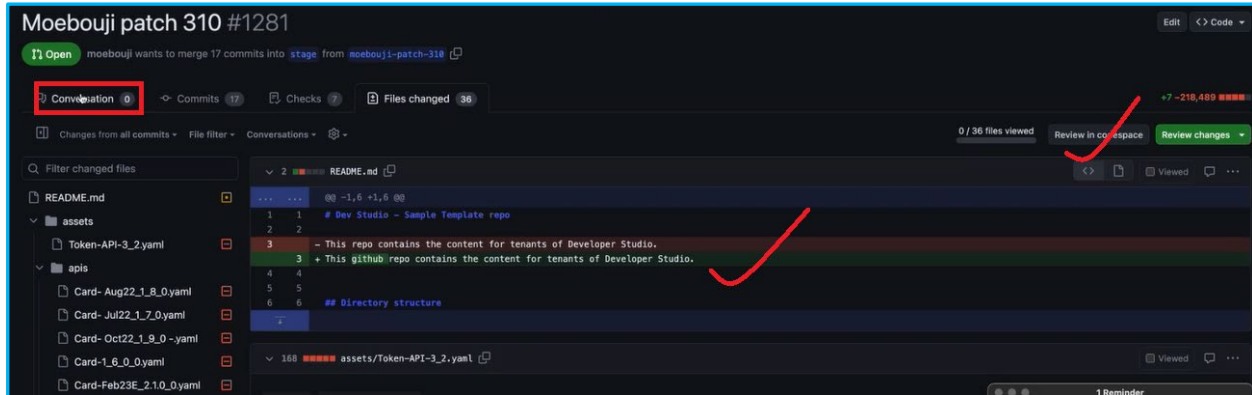 Moebouji patch 310 #1281
Edit
<> Code
Open
moebouji wants to merge 17 commits into stage from moebouji-patch-310
Conversation 0
Commits 17
Checks 7
Files changed 36
+7 −218,489
Changes from all commits
File filter
Conversations
0 / 36 files viewed
Review in codespace
Review changes
Filter changed files
2 README.md
Viewed
README.md
... ... @@ -1,6 +1,6 @@
1 1 # Dev Studio - Sample Template repo
2 2
3 - This repo contains the content for tenants of Developer Studio.
3 + This github repo contains the content for tenants of Developer Studio.
4 4
5 5
6 6 ## Directory structure
assets
Token-API-3_2.yaml
apis
Card- Aug22_1_8_0.yaml
Card- Jul22_1_7_0.yaml
Card- Oct22_1_9_0 -.yaml
Card-1_6_0_0.yaml
Card-Feb23E_2.1.0_0.yaml
168 assets/Token-API-3_2.yaml
Viewed
1 Reminder